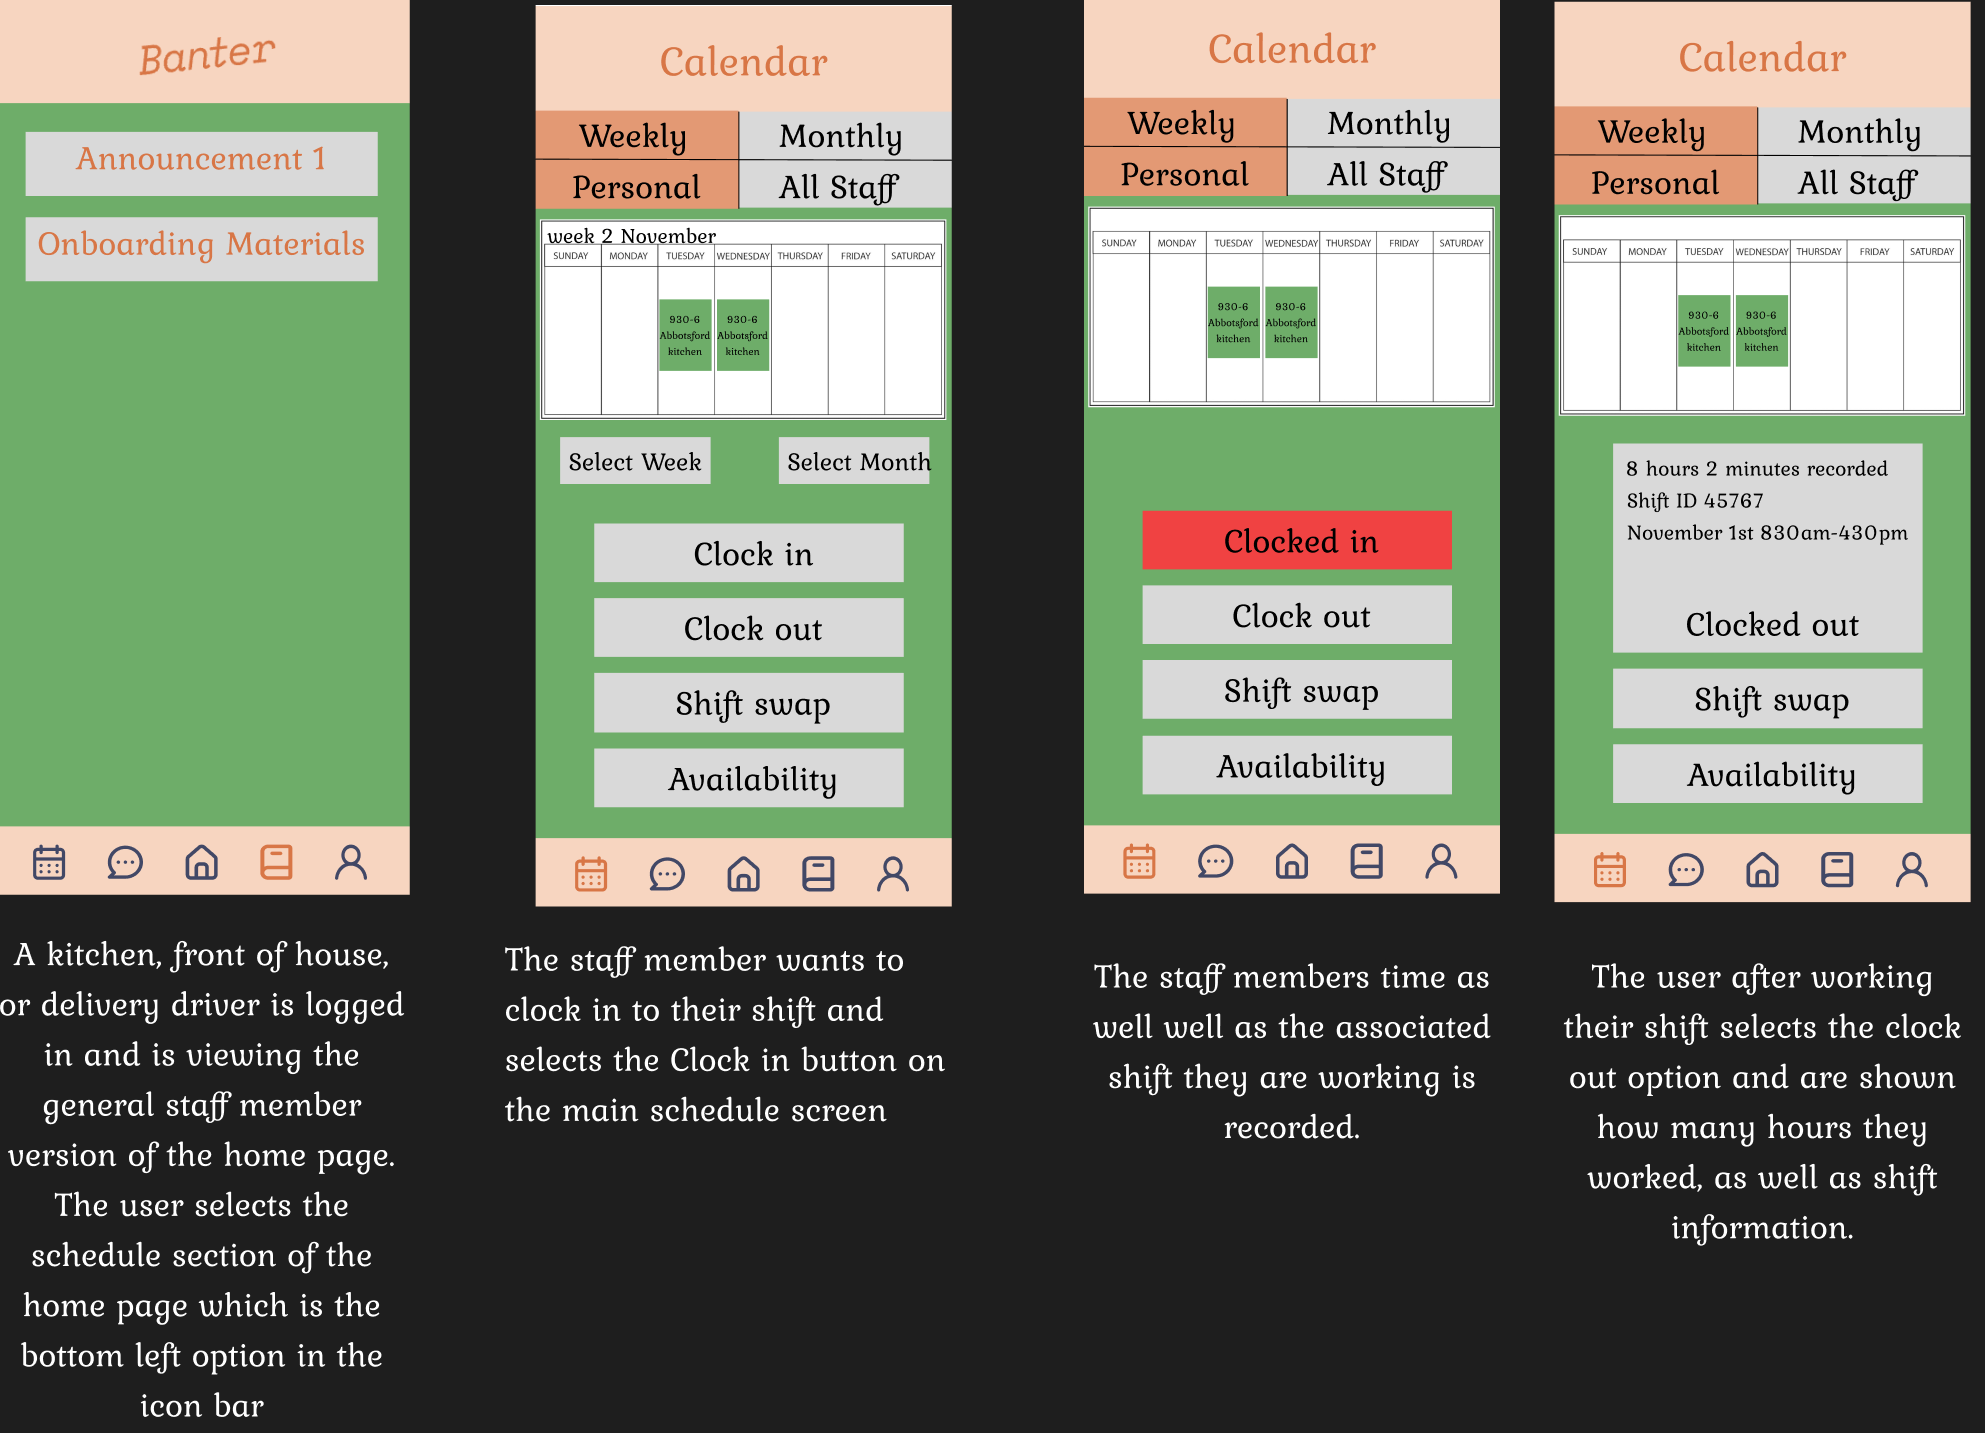 Banter
Announcement 1
Onboarding Materials
A kitchen, front of house,
or delivery driver is logged
in and is viewing the
general staff member
version of the home page.
The user selects the
schedule section of the
home page which is the
bottom left option in the
icon bar
Calendar
Weekly Monthly
Personal All Staff
week 2 November
SUNDAY MONDAY TUESDAY WEDNESDAY THURSDAY FRIDAY SATURDAY
930-6 930-6
Abbotsford Abbotsford
kitchen kitchen
Select Week Select Month
Clock in
Clock out
Shift swap
Availability
The staff member wants to
clock in to their shift and
selects the Clock in button on
the main schedule screen
Calendar
Weekly Monthly
Personal All Staff
SUNDAY MONDAY TUESDAY WEDNESDAY THURSDAY FRIDAY SATURDAY
930-6 930-6
Abbotsford Abbotsford
kitchen kitchen
Clocked in
Clock out
Shift swap
Availability
The staff members time as
well well as the associated
shift they are working is
recorded.
Calendar
Weekly Monthly
Personal All Staff
SUNDAY MONDAY TUESDAY WEDNESDAY THURSDAY FRIDAY SATURDAY
930-6 930-6
Abbotsford Abbotsford
kitchen kitchen
8 hours 2 minutes recorded
Shift ID 45767
November 1st 830am-430pm
Clocked out
Shift swap
Availability
The user after working
their shift selects the clock
out option and are shown
how many hours they
worked, as well as shift
information.